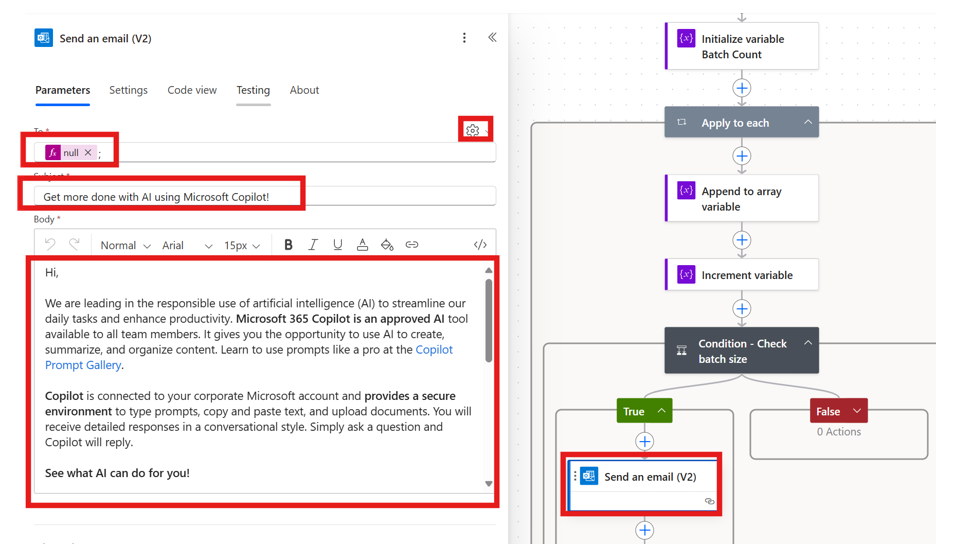 Send an email (V2)
Parameters Settings Code view Testing About
To *
null ;
Subject *
Get more done with AI using Microsoft Copilot!
Body *
Normal Arial 15px B I U A </>
Hi,
We are leading in the responsible use of artificial intelligence (AI) to streamline our
daily tasks and enhance productivity. Microsoft 365 Copilot is an approved AI tool
available to all team members. It gives you the opportunity to use AI to create,
summarize, and organize content. Learn to use prompts like a pro at the Copilot
Prompt Gallery.
Copilot is connected to your corporate Microsoft account and provides a secure
environment to type prompts, copy and paste text, and upload documents. You will
receive detailed responses in a conversational style. Simply ask a question and
Copilot will reply.
See what AI can do for you!
Initialize variable
Batch Count
Apply to each
Append to array
variable
Increment variable
Condition - Check
batch size
True
False
0 Actions
Send an email (V2)